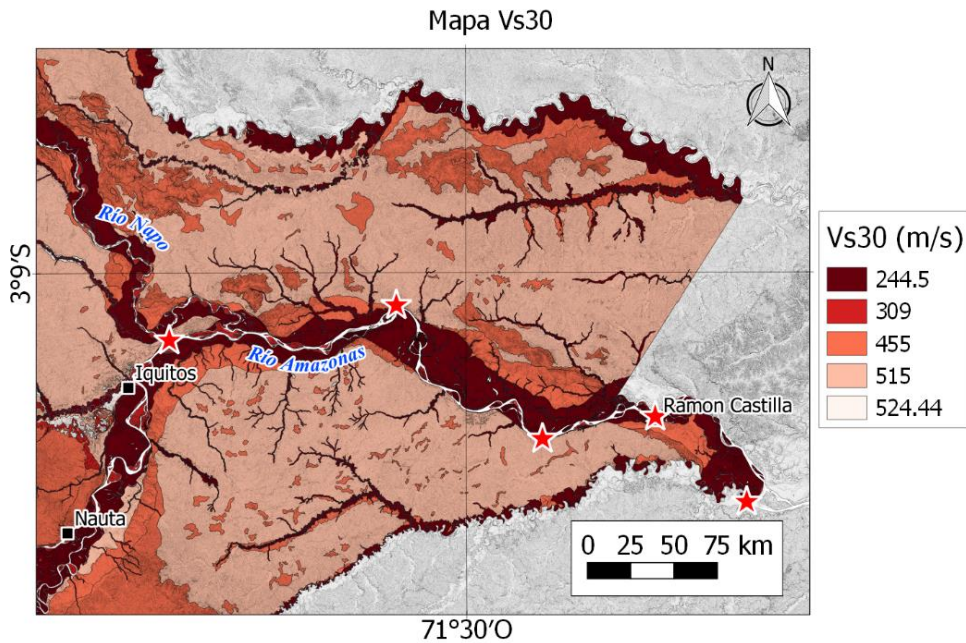 Mapa Vs30
N
Río Napo
3°9'S
Río Amazonas
Iquitos
Ramon Castilla
Nauta
0 25 50 75 km
71°30'O
Vs30 (m/s)
244.5
309
455
515
524.44